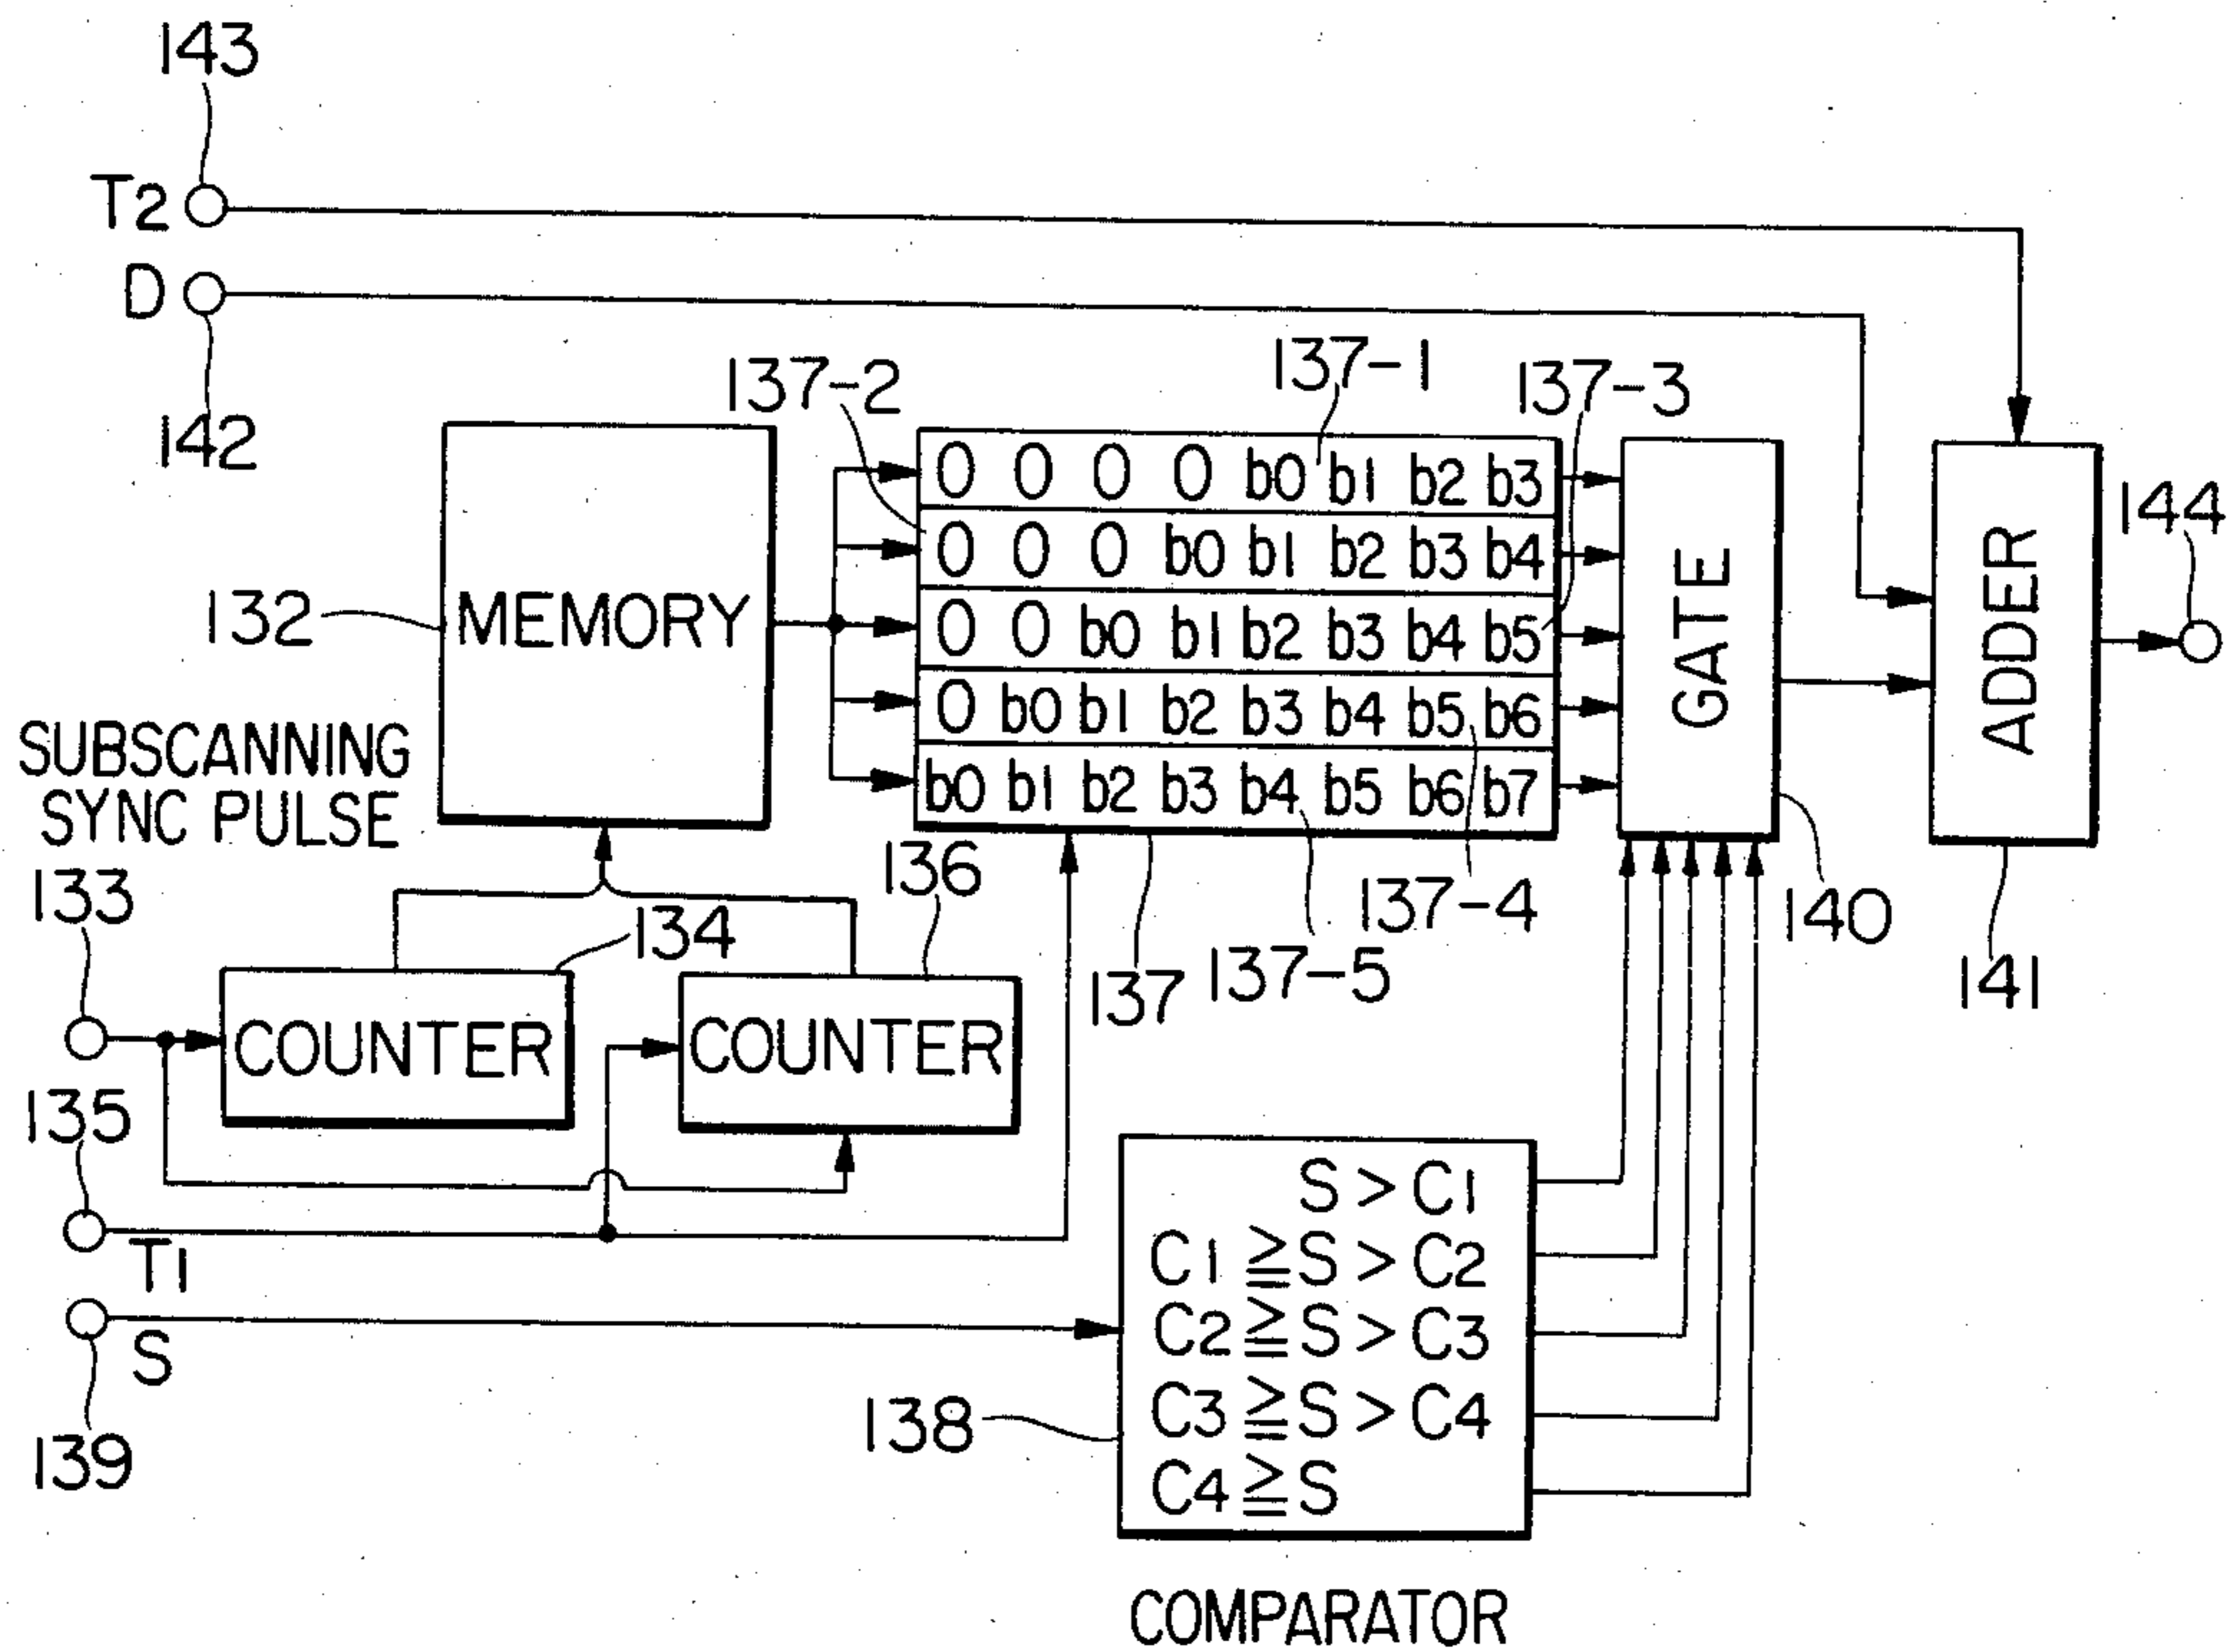 143
T2
D
142
137-2
137-1
137-3
132
MEMORY
0 0 0 0 b0 b1 b2 b3
0 0 0 b0 b1 b2 b3 b4
0 0 b0 b1 b2 b3 b4 b5
0 b0 b1 b2 b3 b4 b5 b6
b0 b1 b2 b3 b4 b5 b6 b7
GATE
ADDER
144
SUBSCANNING
SYNC PULSE
133
134
136
137
137-5
137-4
140
141
COUNTER
COUNTER
135
T1
S
139
138
S > C1
C1 ≧ S > C2
C2 ≧ S > C3
C3 ≧ S > C4
C4 ≧ S
COMPARATOR